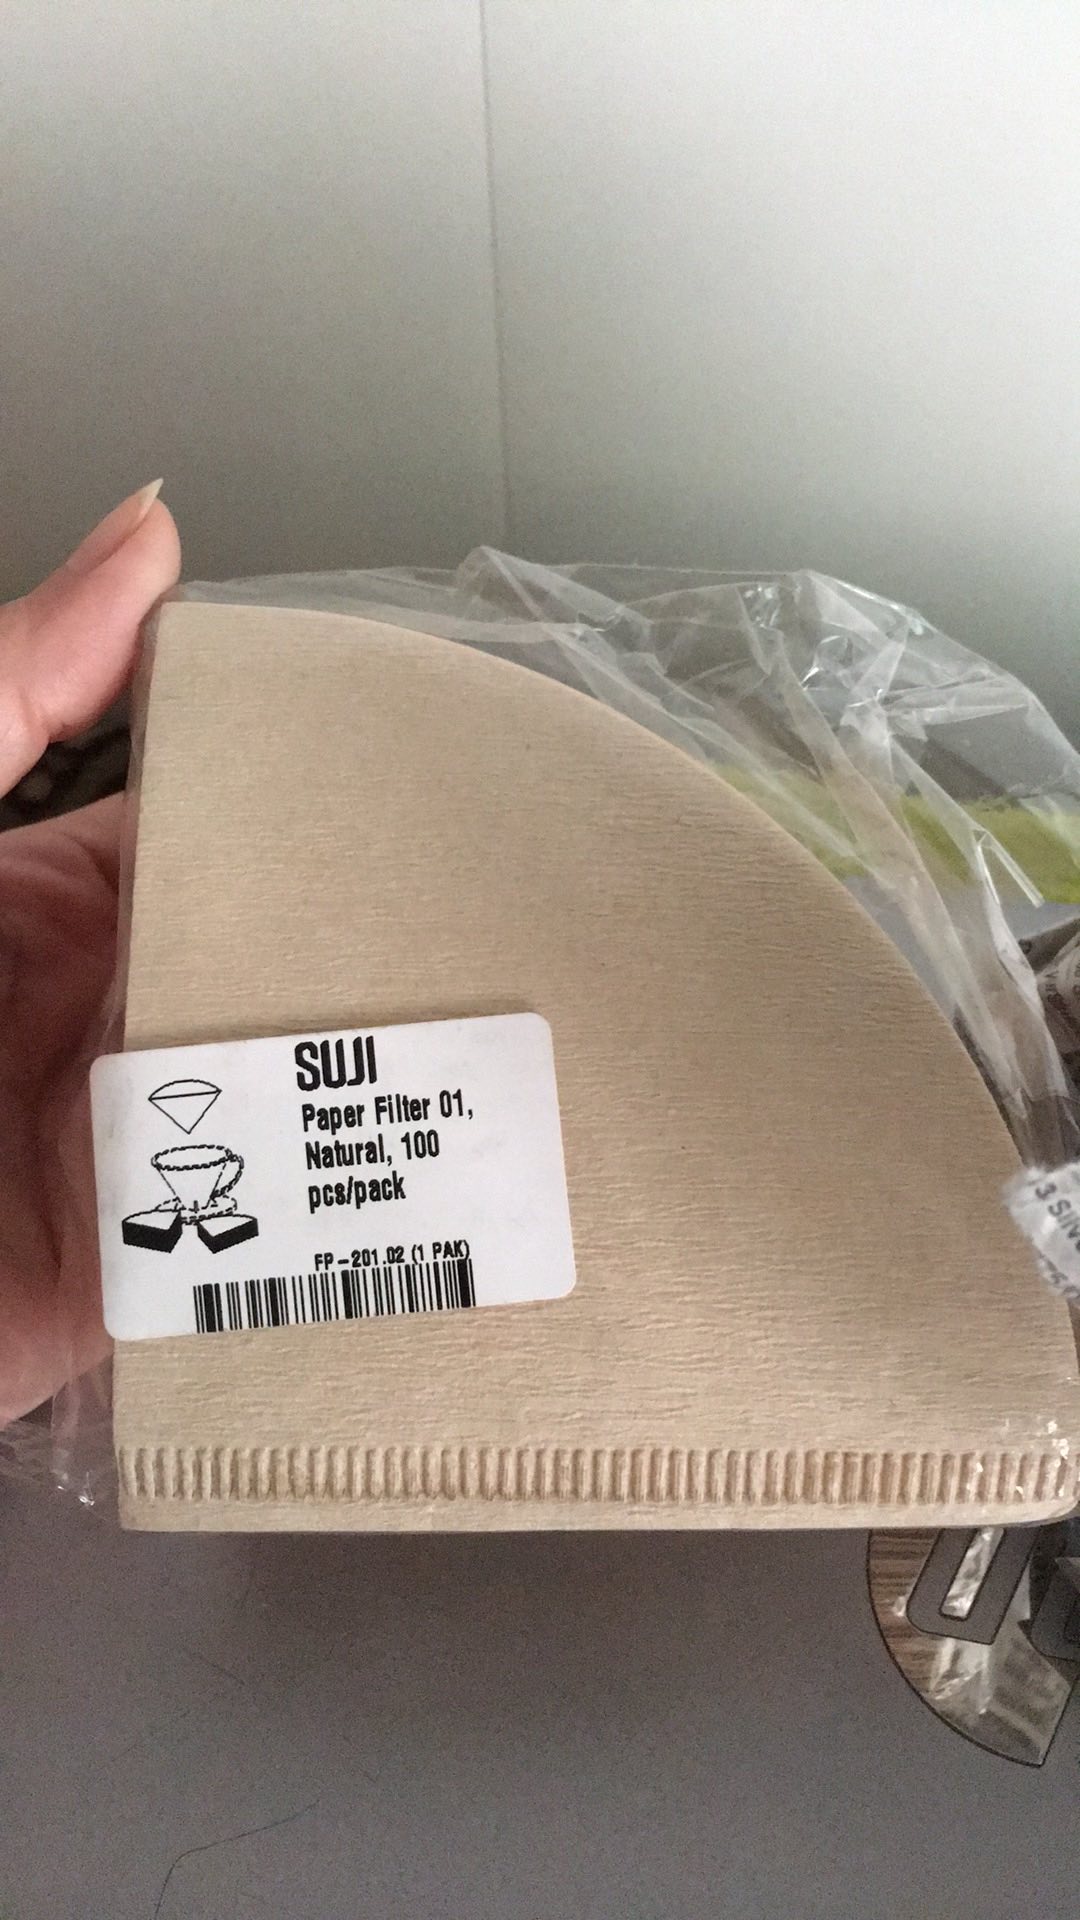 SUJI
Paper Filter 01,
Natural, 100
pcs/pack
FP-201.02 (1 PAK)